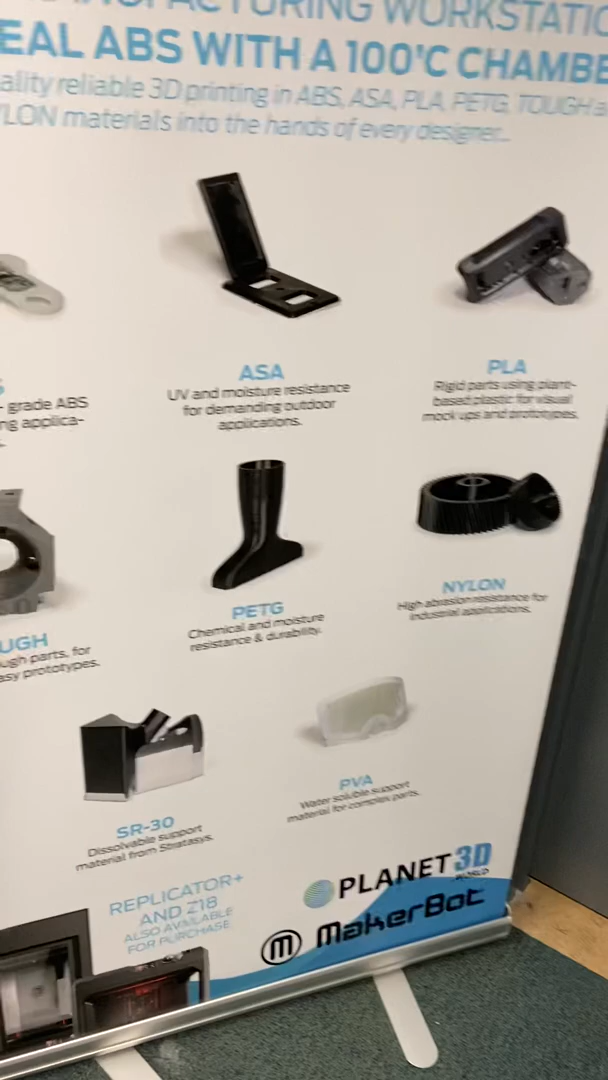 WORKSTATIO
EAL ABS WITH A 100'C CHAMBE
ality reliable 3D printing in ABS, ASA, PLA, PETG, TOUGH a
LON materials into the hands of every designer...
ASA
UV and moisture resistance
for demanding outdoor
applications.
PLA
Rigid parts using plant-
based plastic for visual
mock ups and prototypes.
- grade ABS
ng applica-
PETG
Chemical and moisture
resistance & durability.
NYLON
High abrasion resistance for
industrial applications.
UGH
ugh parts, for
asy prototypes.
SR-30
Dissolvable support
material from Stratasys.
PVA
Water soluble support
material for complex parts.
REPLICATOR+
AND Z18
ALSO AVAILABLE
FOR PURCHASE
PLANET 3D
WORLD
M MakerBot